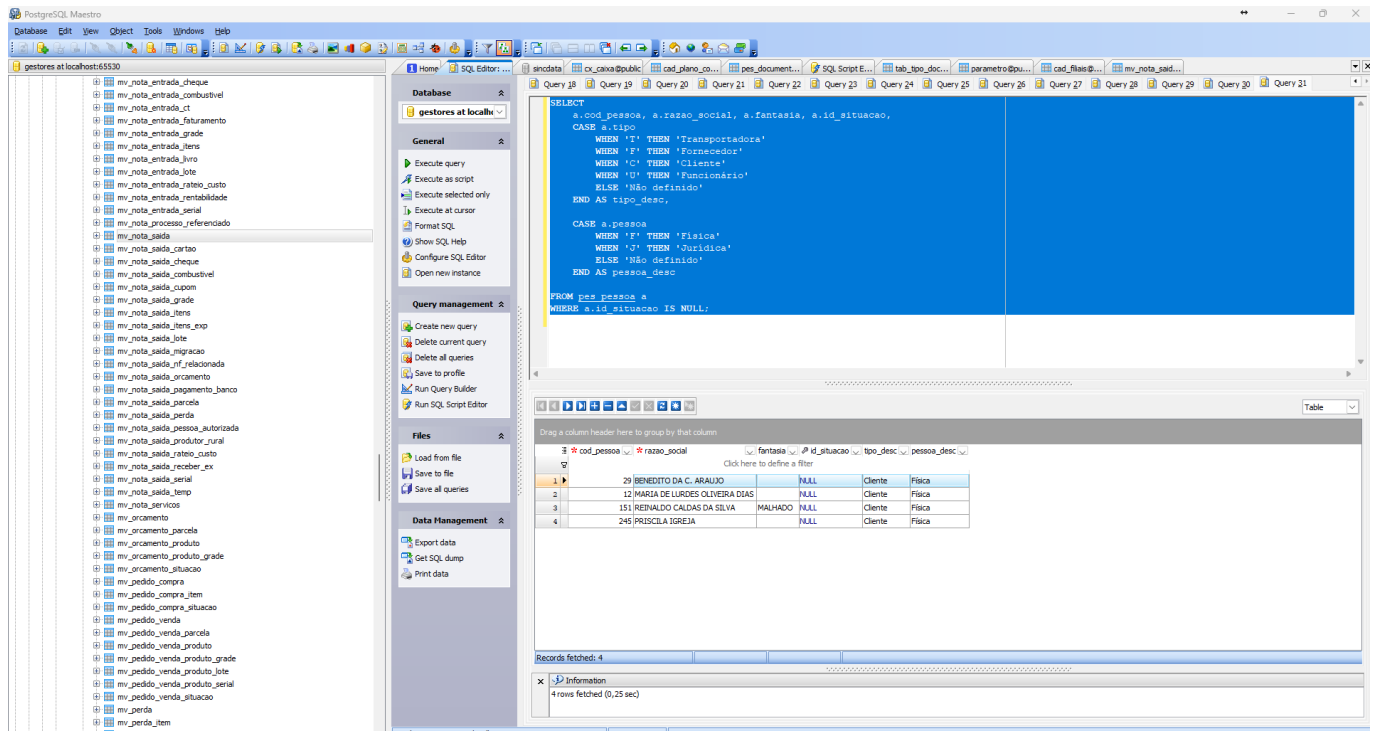 PostgreSQL Maestro
Database Edit View Object Tools Windows Help
gestores at localhost:65530
mv_nota_entrada_cheque
mv_nota_entrada_combustivel
mv_nota_entrada_ct
mv_nota_entrada_faturamento
mv_nota_entrada_grade
mv_nota_entrada_itens
mv_nota_entrada_livro
mv_nota_entrada_lote
mv_nota_entrada_rateio_custo
mv_nota_entrada_rentabilidade
mv_nota_entrada_serial
mv_nota_processo_referenciado
mv_nota_saida
mv_nota_saida_cartao
mv_nota_saida_cheque
mv_nota_saida_combustivel
mv_nota_saida_cupom
mv_nota_saida_grade
mv_nota_saida_itens
mv_nota_saida_itens_exp
mv_nota_saida_lote
mv_nota_saida_migracao
mv_nota_saida_nf_relacionada
mv_nota_saida_orcamento
mv_nota_saida_pagamento_banco
mv_nota_saida_parcela
mv_nota_saida_perda
mv_nota_saida_pessoa_autorizada
mv_nota_saida_produtor_rural
mv_nota_saida_rateio_custo
mv_nota_saida_receber_ex
mv_nota_saida_serial
mv_nota_saida_temp
mv_nota_servicos
mv_orcamento
mv_orcamento_parcela
mv_orcamento_produto
mv_orcamento_produto_grade
mv_orcamento_situacao
mv_pedido_compra
mv_pedido_compra_item
mv_pedido_compra_situacao
mv_pedido_venda
mv_pedido_venda_parcela
mv_pedido_venda_produto
mv_pedido_venda_produto_grade
mv_pedido_venda_produto_lote
mv_pedido_venda_produto_serial
mv_pedido_venda_situacao
mv_perda
mv_perda_item
Home SQL Editor: ... sincdata cx_caixa@public cad_plano_co... pes_document... SQL Script E... tab_tipo_doc... parametro@pu... cad_filiais@... mv_nota_said...
Database
gestores at localho
General
Execute query
Execute as script
Execute selected only
Execute at cursor
Format SQL
Show SQL Help
Configure SQL Editor
Open new instance
Query management
Create new query
Delete current query
Delete all queries
Save to profile
Run Query Builder
Run SQL Script Editor
Files
Load from file
Save to file
Save all queries
Data Management
Export data
Get SQL dump
Print data
Query 18 Query 19 Query 20 Query 21 Query 22 Query 23 Query 24 Query 25 Query 26 Query 27 Query 28 Query 29 Query 30 Query 31
SELECT
a.cod_pessoa, a.razao_social, a.fantasia, a.id_situacao,
CASE a.tipo
WHEN 'T' THEN 'Transportadora'
WHEN 'F' THEN 'Fornecedor'
WHEN 'C' THEN 'Cliente'
WHEN 'U' THEN 'Funcionário'
ELSE 'Não definido'
END AS tipo_desc,
CASE a.pessoa
WHEN 'F' THEN 'Física'
WHEN 'J' THEN 'Jurídica'
ELSE 'Não definido'
END AS pessoa_desc
FROM pes_pessoa a
WHERE a.id_situacao IS NULL;
Table
Drag a column header here to group by that column
cod_pessoa razao_social fantasia id_situacao tipo_desc pessoa_desc
Click here to define a filter
1 29 BENEDITO DA C. ARAUJO NULL Cliente Física
2 12 MARIA DE LURDES OLIVEIRA DIAS NULL Cliente Física
3 151 REINALDO CALDAS DA SILVA MALHADO NULL Cliente Física
4 245 PRISCILA IGREJA NULL Cliente Física
Records fetched: 4
Information
4 rows fetched (0,25 sec)